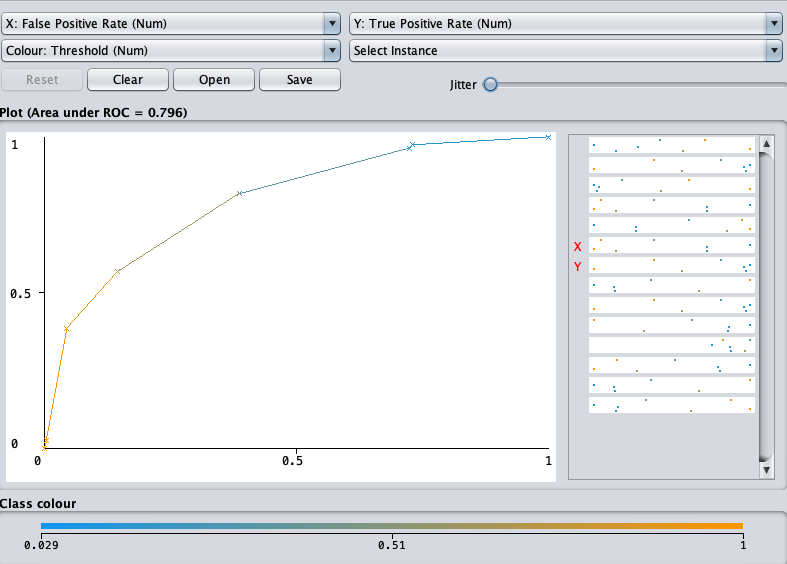 X: False Positive Rate (Num) Y: True Positive Rate (Num)
Colour: Threshold (Num) Select Instance
Reset Clear Open Save Jitter
Plot (Area under ROC = 0.796)
1
X
Y
0.5
0
0 0.5 1
Class colour
0.029 0.51 1